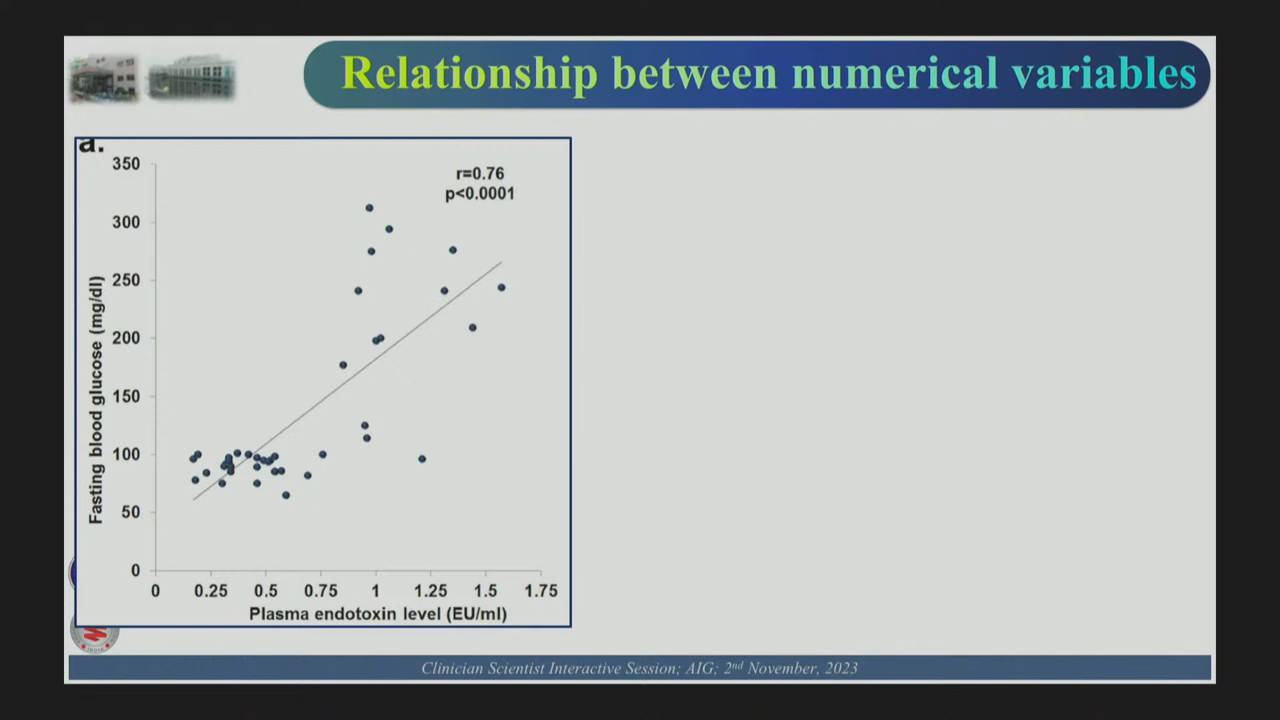 Relationship between numerical variables
a.
r=0.76
p<0.0001
350
300
250
200
150
100
50
0
Fasting blood glucose (mg/dl)
0 0.25 0.5 0.75 1 1.25 1.5 1.75
Plasma endotoxin level (EU/ml)
INDIA
Clinician Scientist Interactive Session; AIG; 2nd November, 2023